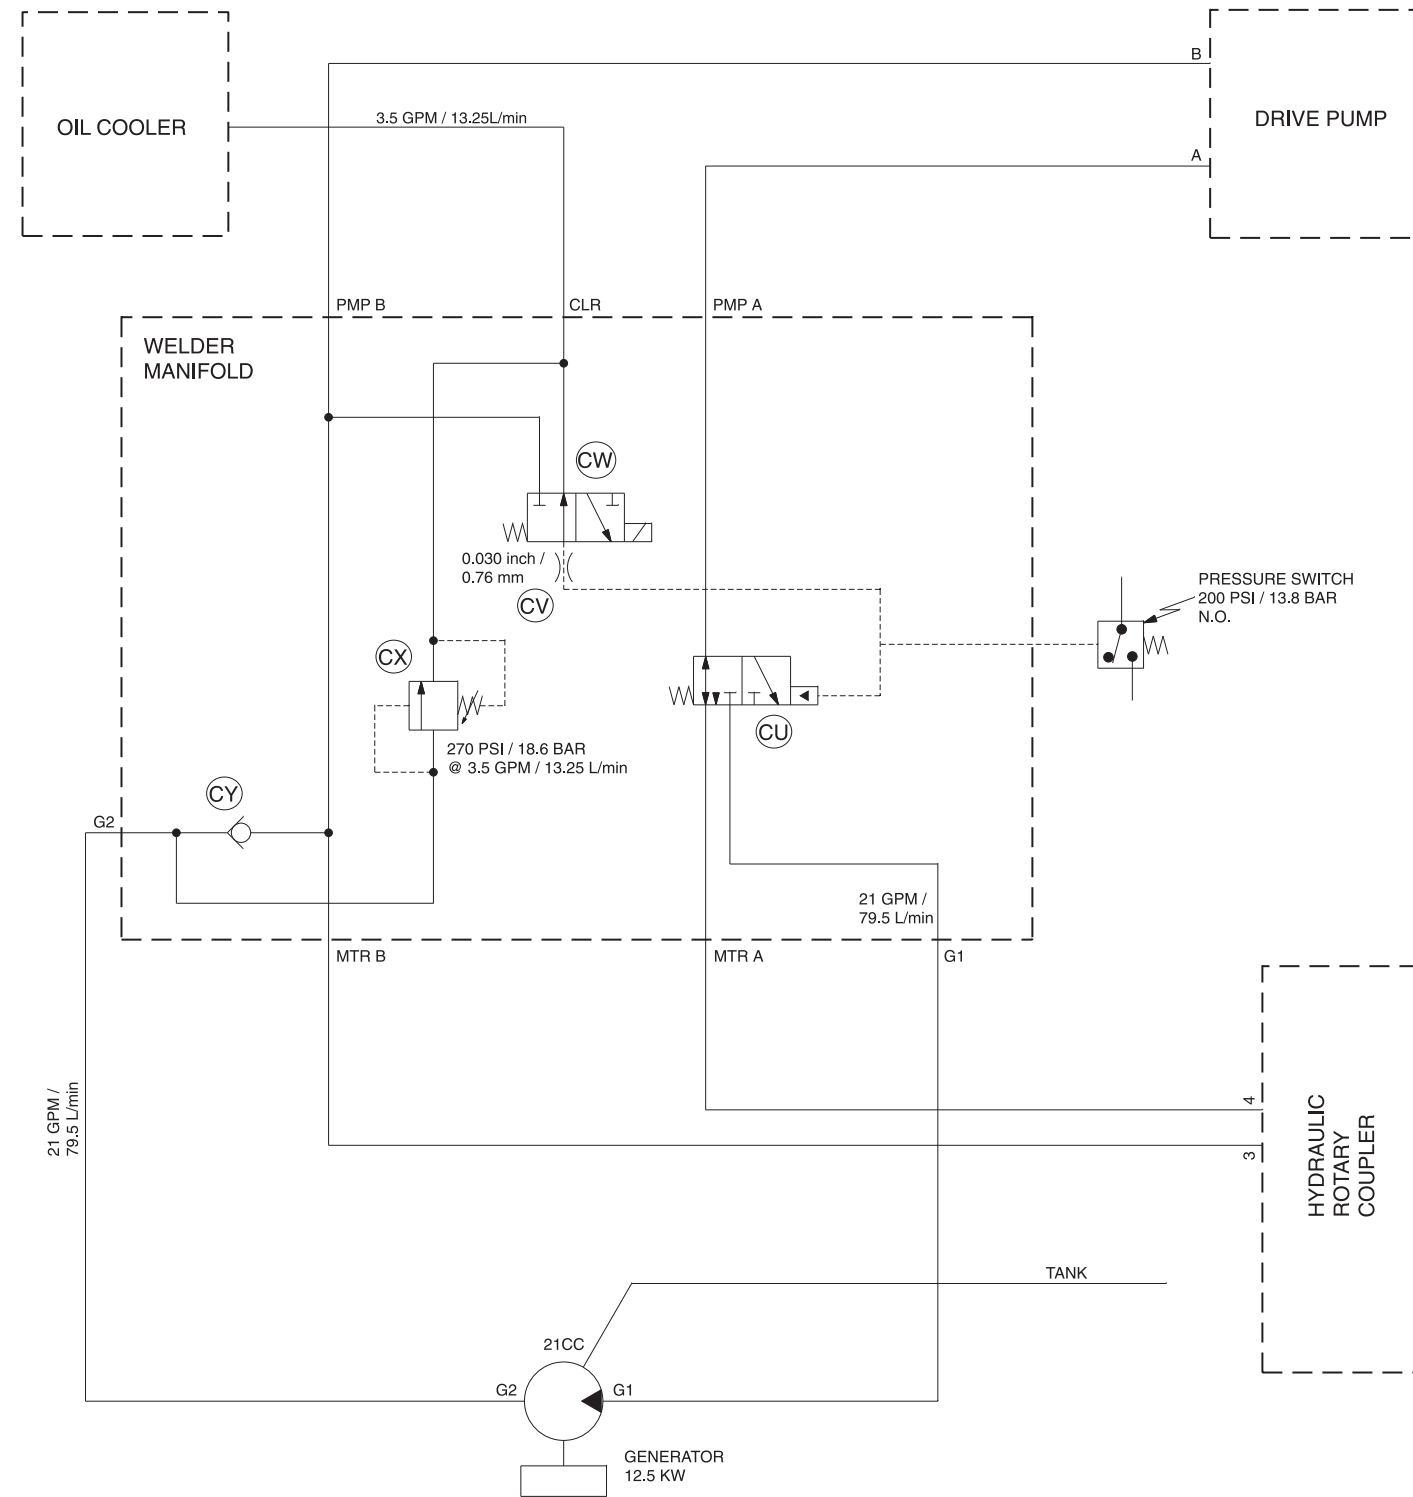 B
OIL COOLER
3.5 GPM / 13.25L/min
DRIVE PUMP
A
PMP B
CLR
PMP A
WELDER
MANIFOLD
CW
0.030 inch /
0.76 mm
CV
PRESSURE SWITCH
200 PSI / 13.8 BAR
N.O.
CX
CU
270 PSI / 18.6 BAR
@ 3.5 GPM / 13.25 L/min
CY
G2
21 GPM /
79.5 L/min
MTR B
MTR A
G1
21 GPM /
79.5 L/min
4
3
HYDRAULIC
ROTARY
COUPLER
TANK
21CC
G2
G1
GENERATOR
12.5 KW